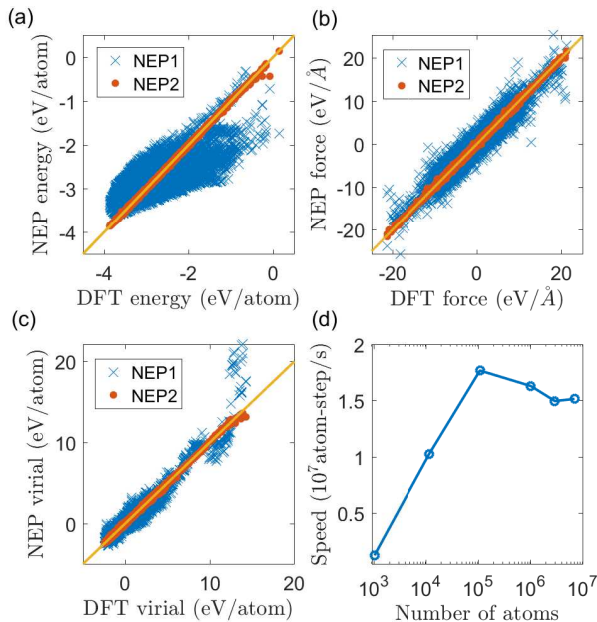 (a)
NEP1
NEP2
0
-1
-2
-3
-4
NEP energy (eV/atom)
-4
-2
0
DFT energy (eV/atom)
(b)
NEP1
NEP2
20
10
0
-10
-20
NEP force (eV/Å)
-20
0
20
DFT force (eV/Å)
(c)
NEP1
NEP2
20
10
0
NEP virial (eV/atom)
0
10
20
DFT virial (eV/atom)
(d)
2
1.5
1
0.5
Speed (10⁷atom-step/s)
10³
10⁴
10⁵
10⁶
10⁷
Number of atoms